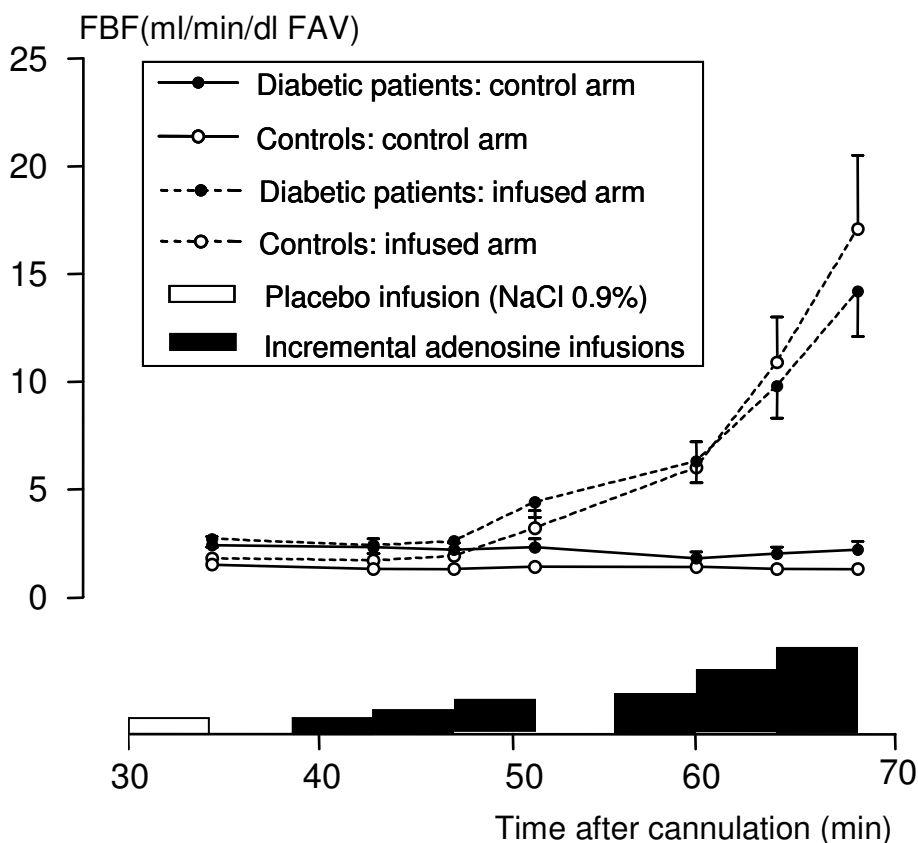 FBF(ml/min/dl FAV)
25
20
15
10
5
0
Diabetic patients: control arm
Controls: control arm
Diabetic patients: infused arm
Controls: infused arm
Placebo infusion (NaCl 0.9%)
Incremental adenosine infusions
30 40 50 60 70
Time after cannulation (min)